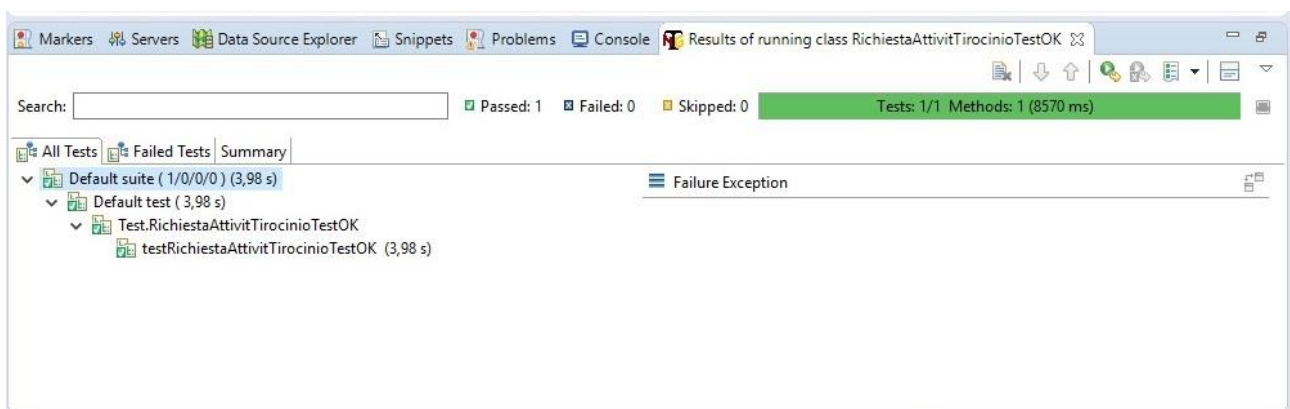 Markers Servers Data Source Explorer Snippets Problems Console Results of running class RichiestaAttivitTirocinioTestOK
Search: Passed: 1 Failed: 0 Skipped: 0 Tests: 1/1 Methods: 1 (8570 ms)
All Tests Failed Tests Summary
Default suite ( 1/0/0/0 ) (3,98 s)
Failure Exception
Default test ( 3,98 s)
Test.RichiestaAttivitTirocinioTestOK
testRichiestaAttivitTirocinioTestOK (3,98 s)